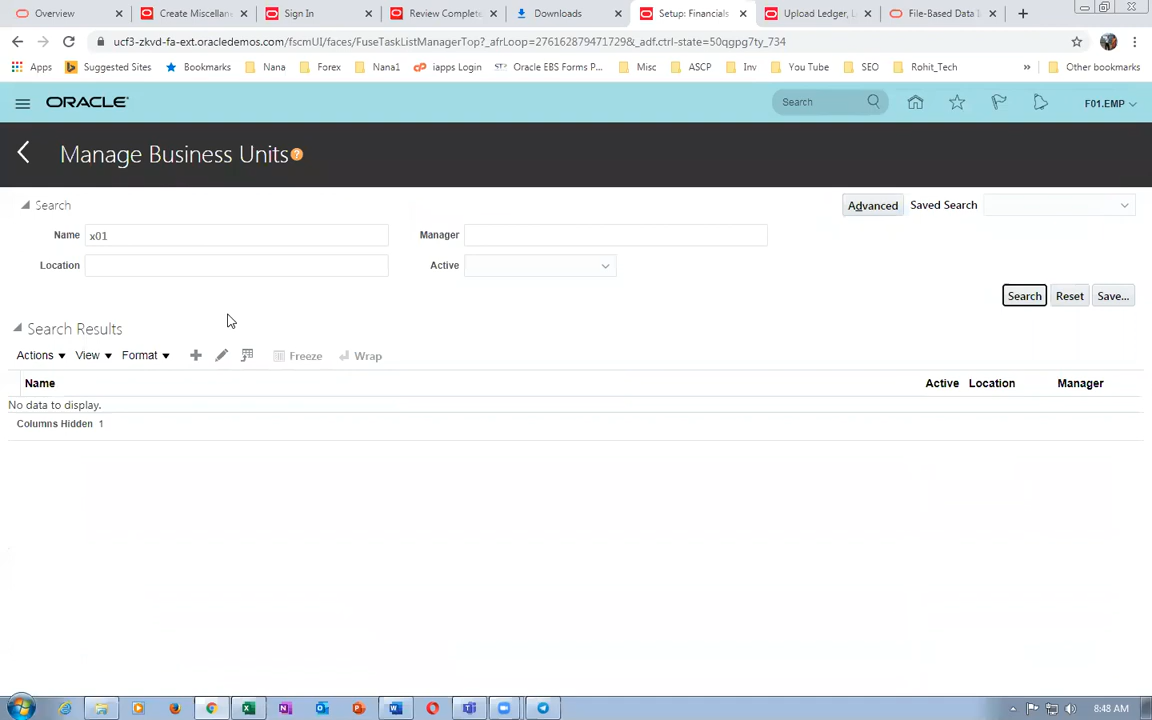 Overview
Create Miscellan
Sign In
Review Complete
Downloads
Setup: Financials
Upload Ledger, L
File-Based Data I
ucf3-zkvd-fa-ext.oracledemos.com/fscmUI/faces/FuseTaskListManagerTop?_afrLoop=27616287947172​9&_adf.ctrl-state=50qgpg7ty_734
Apps
Suggested Sites
Bookmarks
Nana
Forex
Nana1
iapps Login
Oracle EBS Forms P...
Misc
ASCP
Inv
You Tube
SEO
Rohit_Tech
»
Other bookmarks
ORACLE
Search
F01.EMP
Manage Business Units
Search
Advanced Saved Search
Name x01
Manager
Location
Active
Search Reset Save...
Search Results
Actions View Format Freeze Wrap
Name Active Location Manager
No data to display.
Columns Hidden 1
8:48 AM